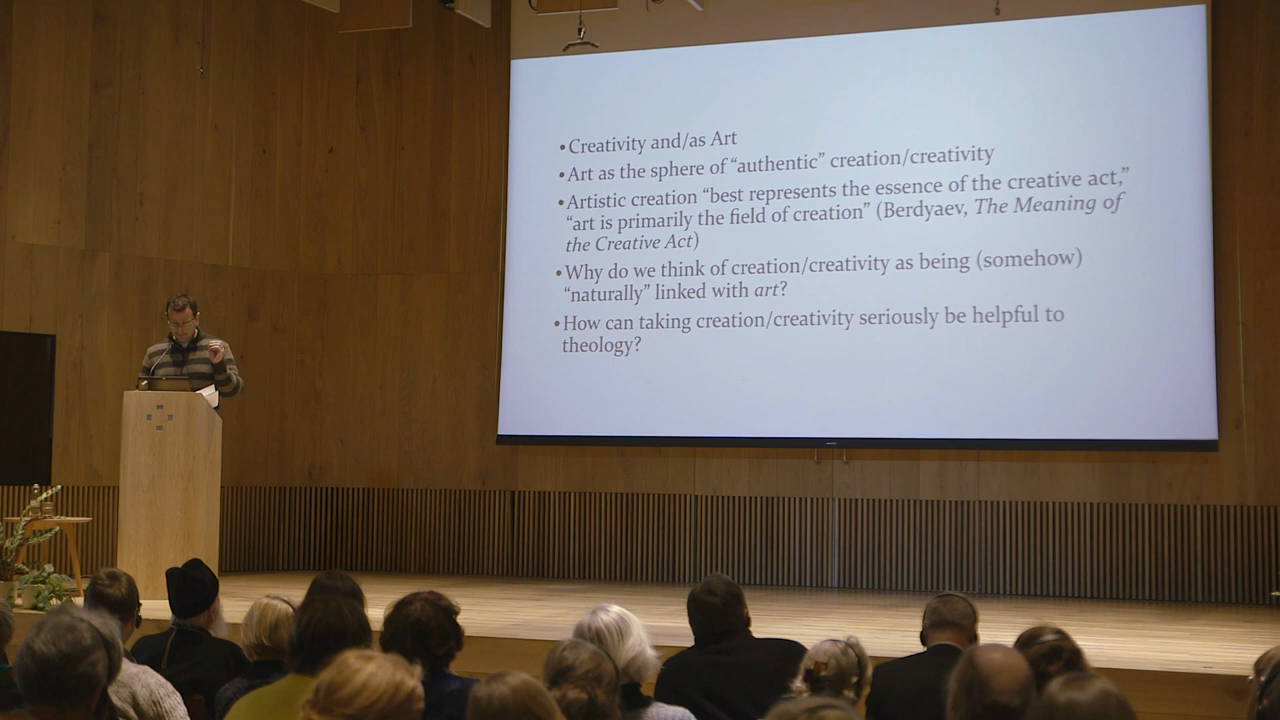 •Creativity and/as Art
•Art as the sphere of “authentic” creation/creativity
•Artistic creation “best represents the essence of the creative act,”
“art is primarily the field of creation” (Berdyaev, The Meaning of
the Creative Act)
•Why do we think of creation/creativity as being (somehow)
“naturally” linked with art?
•How can taking creation/creativity seriously be helpful to
theology?